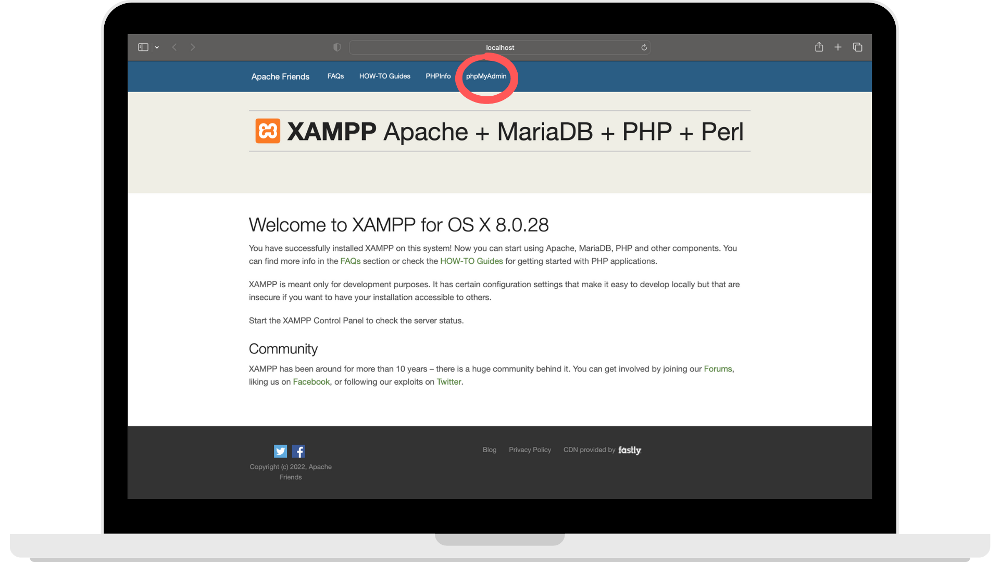 localhost
Apache Friends FAQs HOW-TO Guides PHPInfo phpMyAdmin
XAMPP Apache + MariaDB + PHP + Perl
Welcome to XAMPP for OS X 8.0.28
You have successfully installed XAMPP on this system! Now you can start using Apache, MariaDB, PHP and other components. You
can find more info in the FAQs section or check the HOW-TO Guides for getting started with PHP applications.
XAMPP is meant only for development purposes. It has certain configuration settings that make it easy to develop locally but that are
insecure if you want to have your installation accessible to others.
Start the XAMPP Control Panel to check the server status.
Community
XAMPP has been around for more than 10 years – there is a huge community behind it. You can get involved by joining our Forums,
liking us on Facebook, or following our exploits on Twitter.
Blog Privacy Policy CDN provided by fastly
Copyright (c) 2022, Apache
Friends